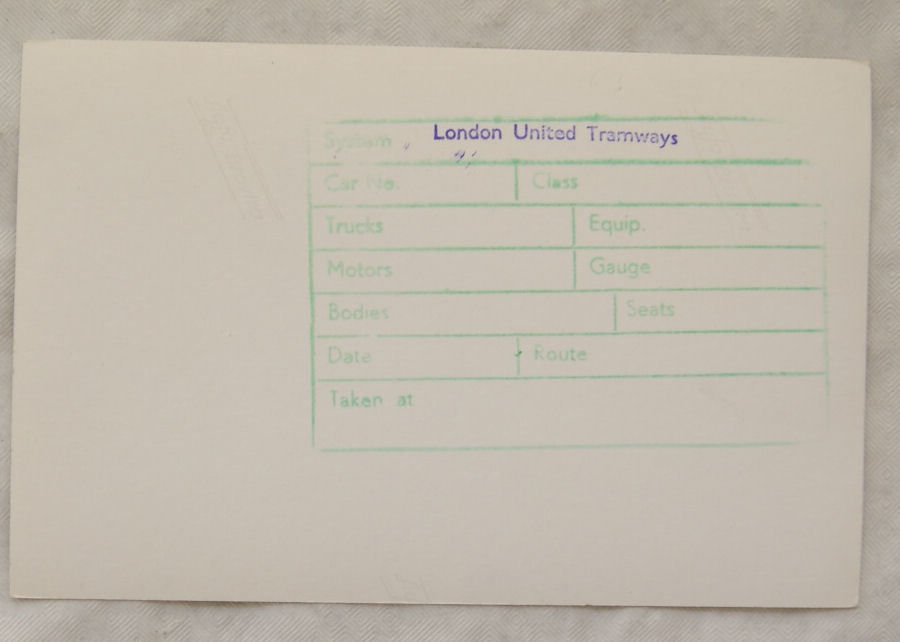 System London United Tramways
Car No. Class
Trucks Equip.
Motors Gauge
Bodies Seats
Date Route
Taken at